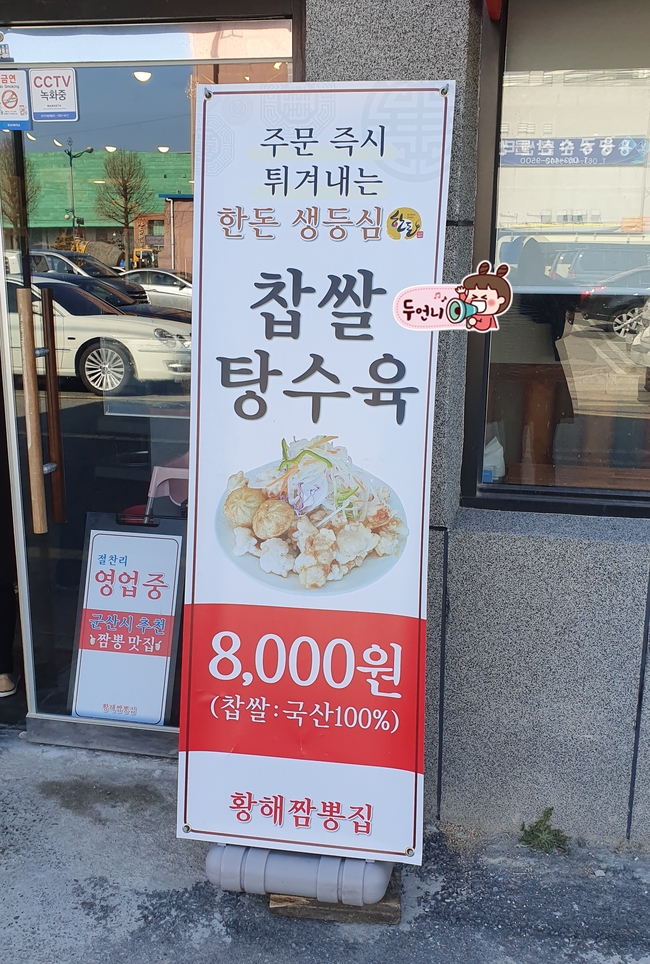 금연
CCTV
녹화중
주문 즉시
튀겨내는
한돈 생등심
한돈
찹쌀
탕수육
두언니
8,000원
(찹쌀:국산100%)
황해짬뽕집
절찬리
영업 중
군산시 추천
짬뽕 맛집
황해짬뽕집